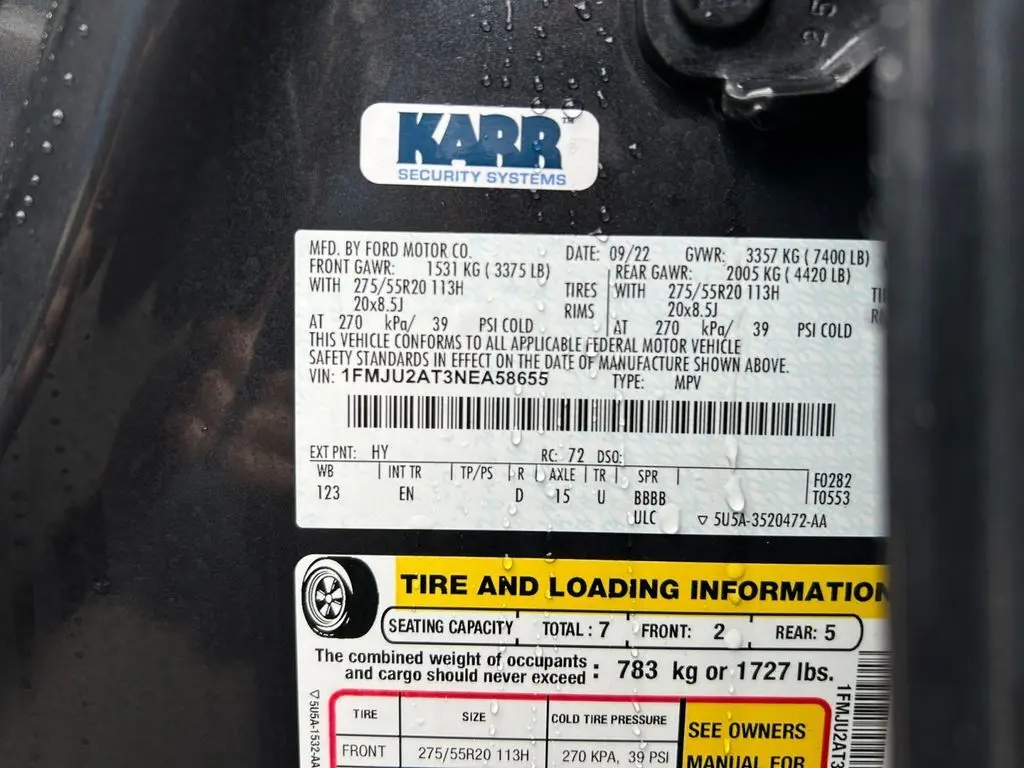 25
KARR™
SECURITY SYSTEMS
MFD. BY FORD MOTOR CO. DATE: 09/22 GVWR: 3357 KG ( 7400 LB)
FRONT GAWR: 1531 KG ( 3375 LB) REAR GAWR: 2005 KG ( 4420 LB)
WITH 275/55R20 113H TIRES WITH 275/55R20 113H
20x8.5J RIMS 20x8.5J
AT 270 kPa/ 39 PSI COLD AT 270 kPa/ 39 PSI COLD
THIS VEHICLE CONFORMS TO ALL APPLICABLE FEDERAL MOTOR VEHICLE
SAFETY STANDARDS IN EFFECT ON THE DATE OF MANUFACTURE SHOWN ABOVE.
VIN: 1FMJU2AT3NEA58655 TYPE: MPV
EXT PNT: HY RC: 72 DSO:
WB INT TR TP/PS R AXLE TR SPR F0282
123 EN D 15 U BBBB T0553
ULC ▽ 5U5A-3520472-AA
TIRE AND LOADING INFORMATION
SEATING CAPACITY TOTAL : 7 FRONT: 2 REAR: 5
The combined weight of occupants
and cargo should never exceed : 783 kg or 1727 lbs.
TIRE SIZE COLD TIRE PRESSURE SEE OWNERS
FRONT 275/55R20 113H 270 KPA, 39 PSI MANUAL FOR
▽ 5U5A-1532-AA
1FMJU2AT3